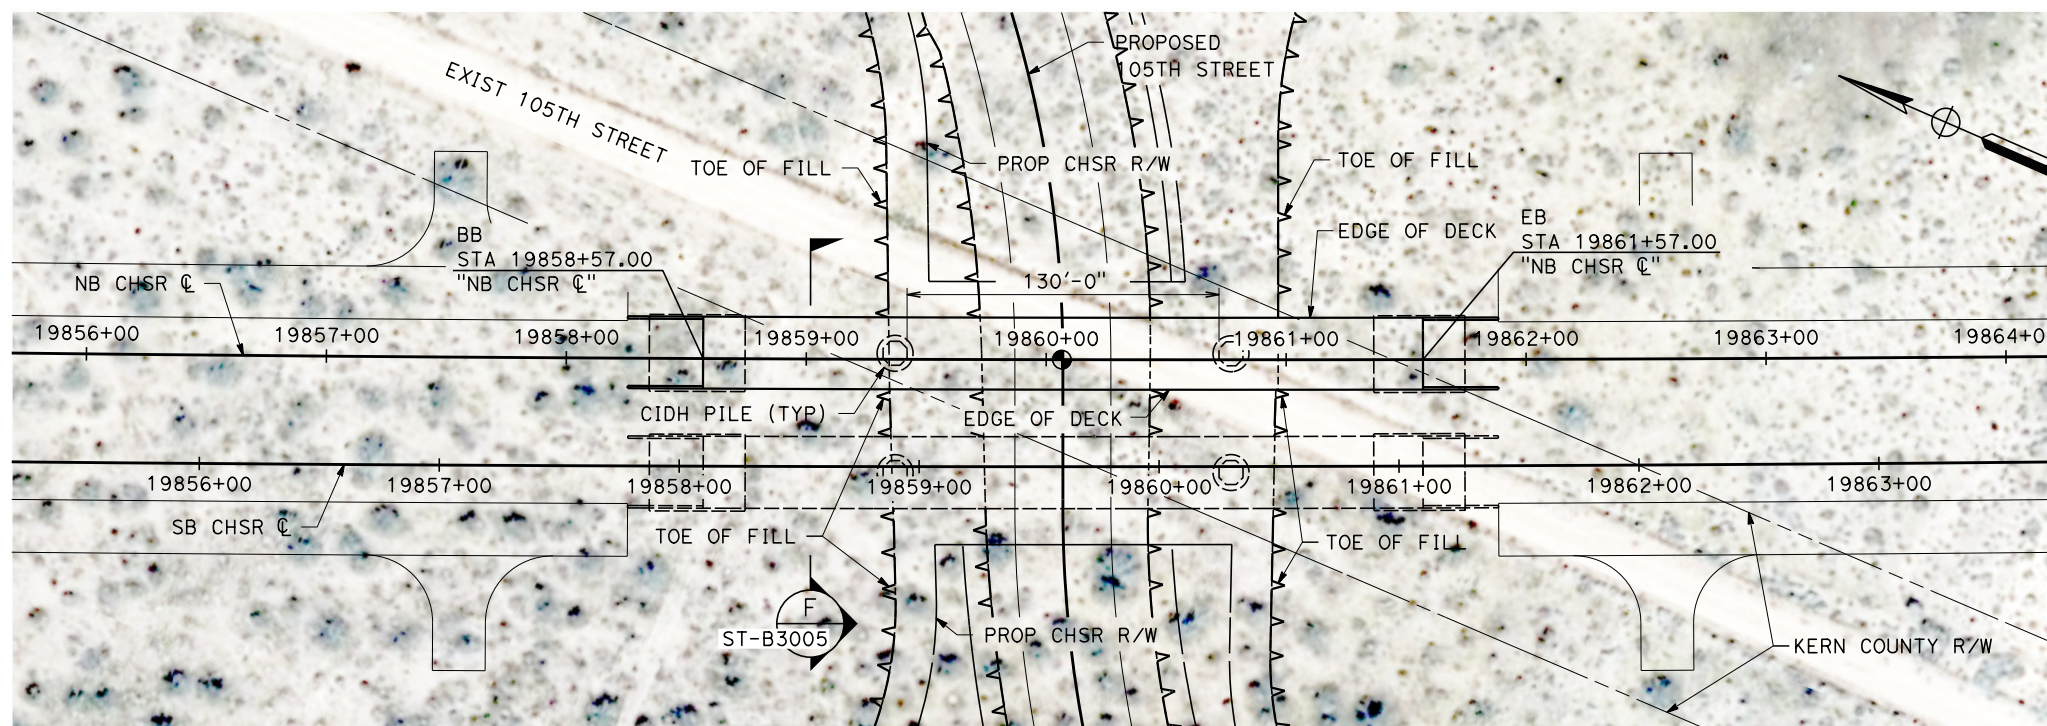 PROPOSED
105TH STREET
EXIST 105TH STREET
TOE OF FILL
PROP CHSR R/W
TOE OF FILL
BB
STA 19858+57.00
"NB CHSR ℄"
EDGE OF DECK
EB
STA 19861+57.00
"NB CHSR ℄"
NB CHSR ℄
130'-0"
19856+00
19857+00
19858+00
19859+00
19860+00
19861+00
19862+00
19863+00
19864+0
CIDH PILE (TYP)
EDGE OF DECK
19856+00
19857+00
19858+00
19859+00
19860+00
19861+00
19862+00
19863+00
SB CHSR ℄
TOE OF FILL
TOE OF FILL
F
ST-B3005
PROP CHSR R/W
KERN COUNTY R/W